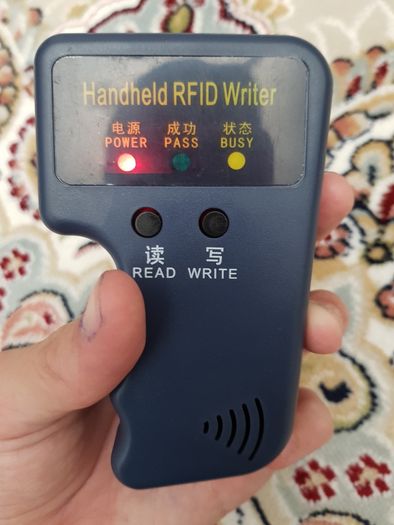 Handheld RFID Writer
电源 成功 状态
POWER PASS BUSY
读 写
READ WRITE